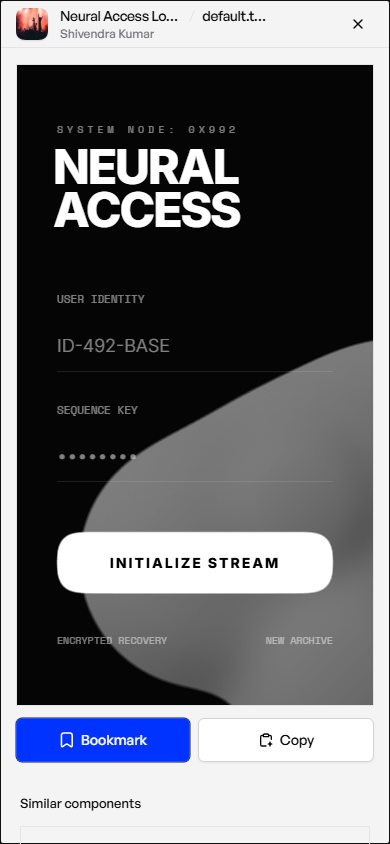 Neural Access Lo... / default.t...
Shivendra Kumar
SYSTEM NODE: 0X992
NEURAL
ACCESS
USER IDENTITY
ID-492-BASE
SEQUENCE KEY
••••••••
INITIALIZE STREAM
ENCRYPTED RECOVERY NEW ARCHIVE
Bookmark Copy
Similar components